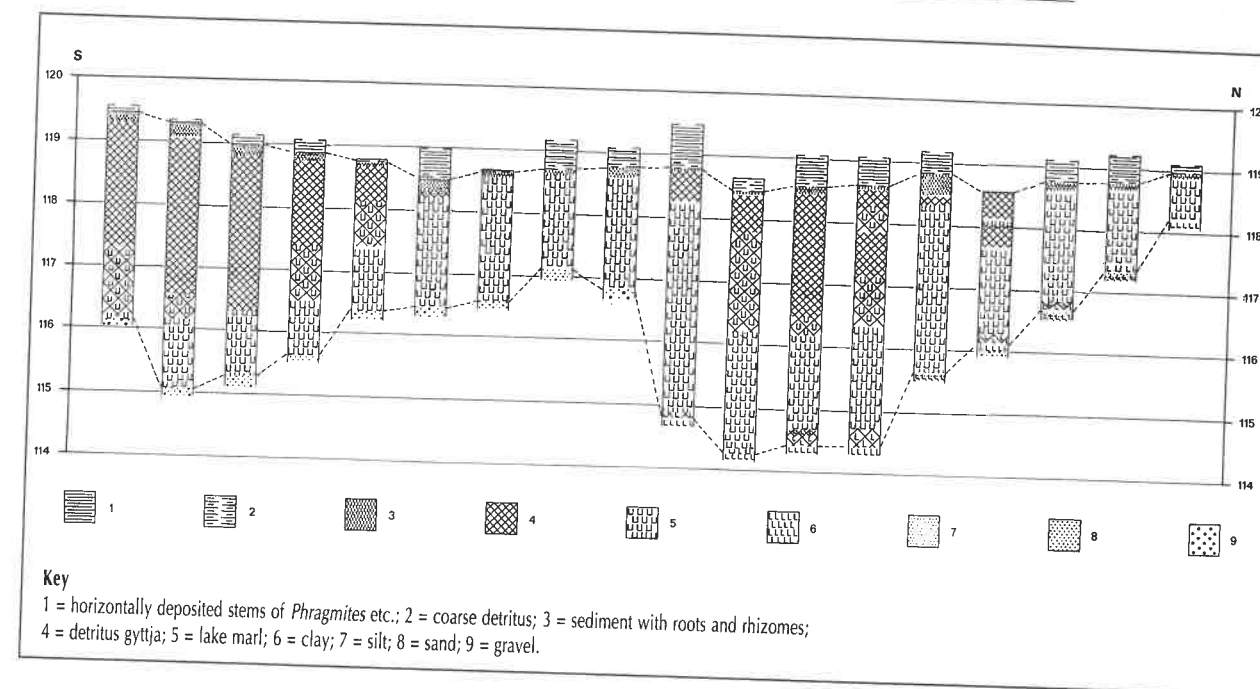 S
N
120
119
118
117
116
115
114
12
119
118
117
116
115
114
1 2 3 4 5 6 7 8 9
Key
1 = horizontally deposited stems of Phragmites etc.; 2 = coarse detritus; 3 = sediment with roots and rhizomes;
4 = detritus gyttja; 5 = lake marl; 6 = clay; 7 = silt; 8 = sand; 9 = gravel.